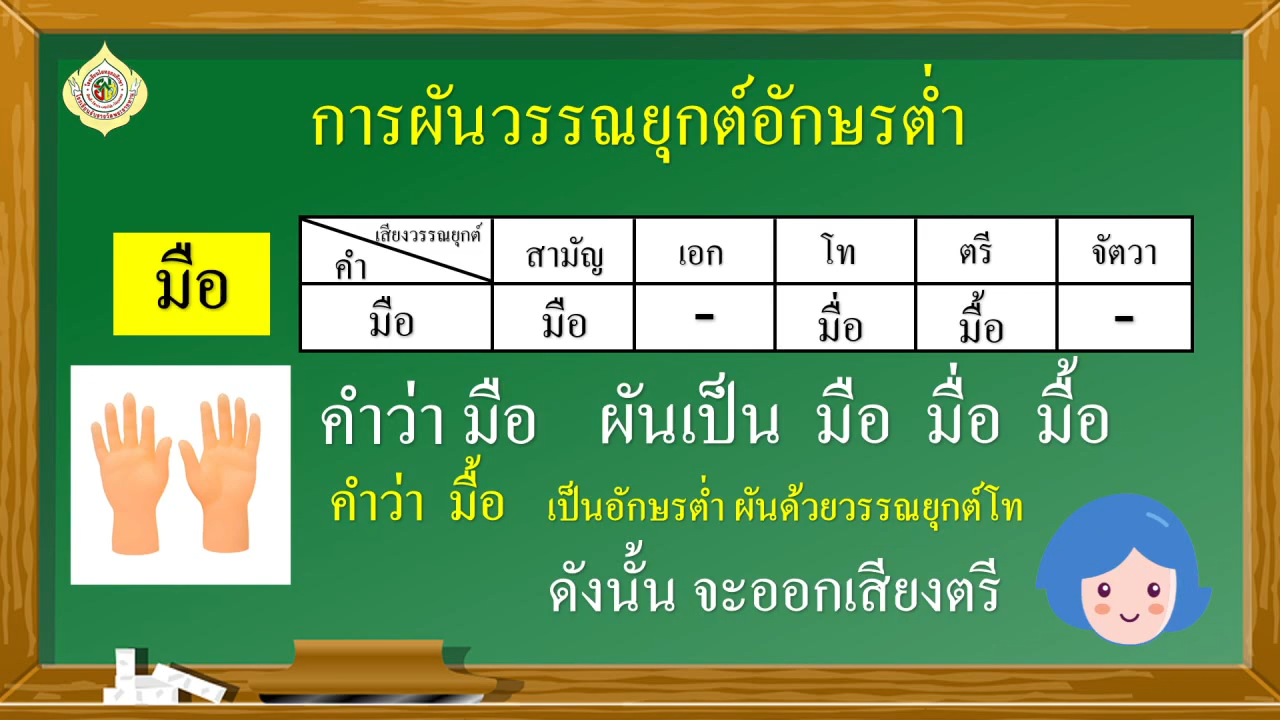 การผันวรรณยุกต์อักษรต่ำ
มือ
เสียงวรรณยุกต์
คำ
สามัญ เอก โท ตรี จัตวา
มือ มือ - มื่อ มื้อ -
คำว่า มือ ผันเป็น มือ มื่อ มื้อ
คำว่า มื้อ เป็นอักษรต่ำ ผันด้วยวรรณยุกต์โท
ดังนั้น จะออกเสียงตรี